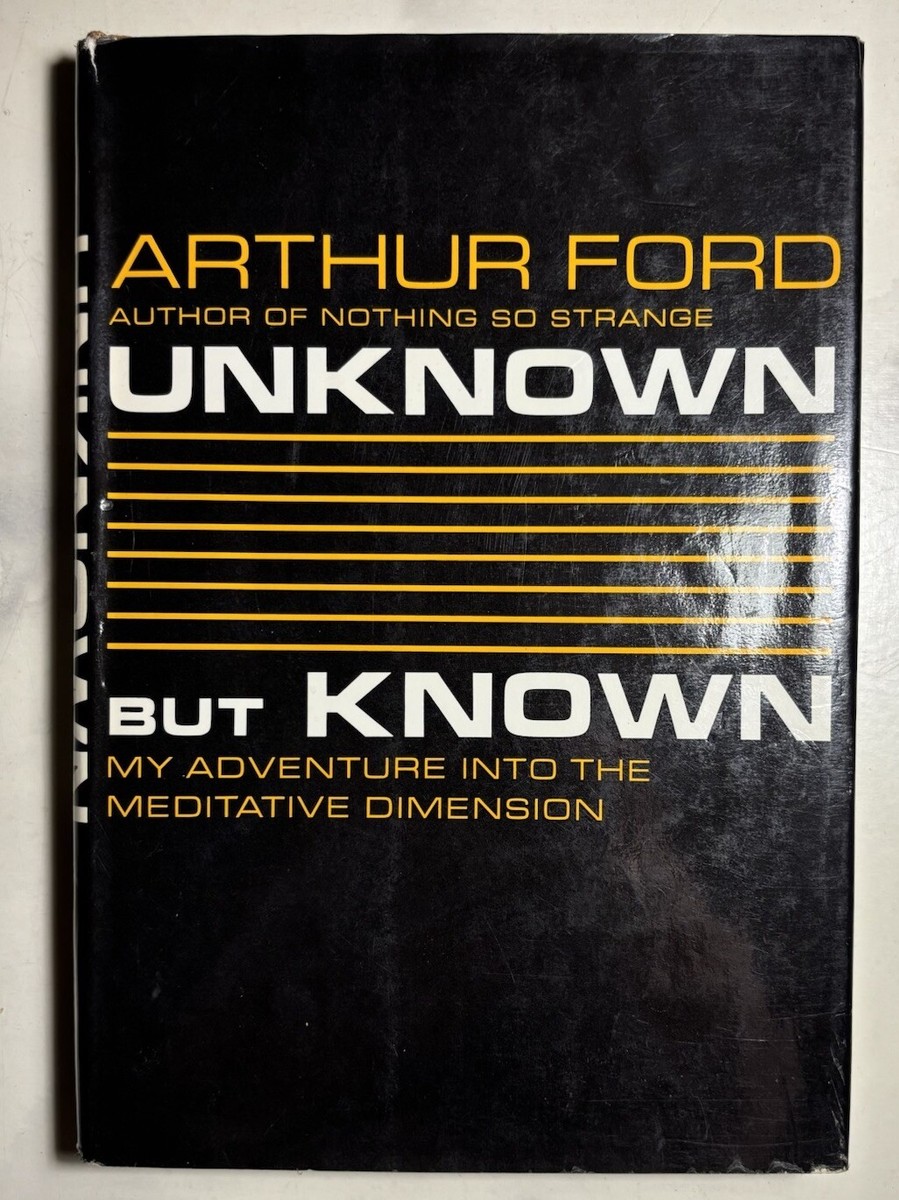 ARTHUR FORD
AUTHOR OF NOTHING SO STRANGE
UNKNOWN
BUT KNOWN
MY ADVENTURE INTO THE
MEDITATIVE DIMENSION